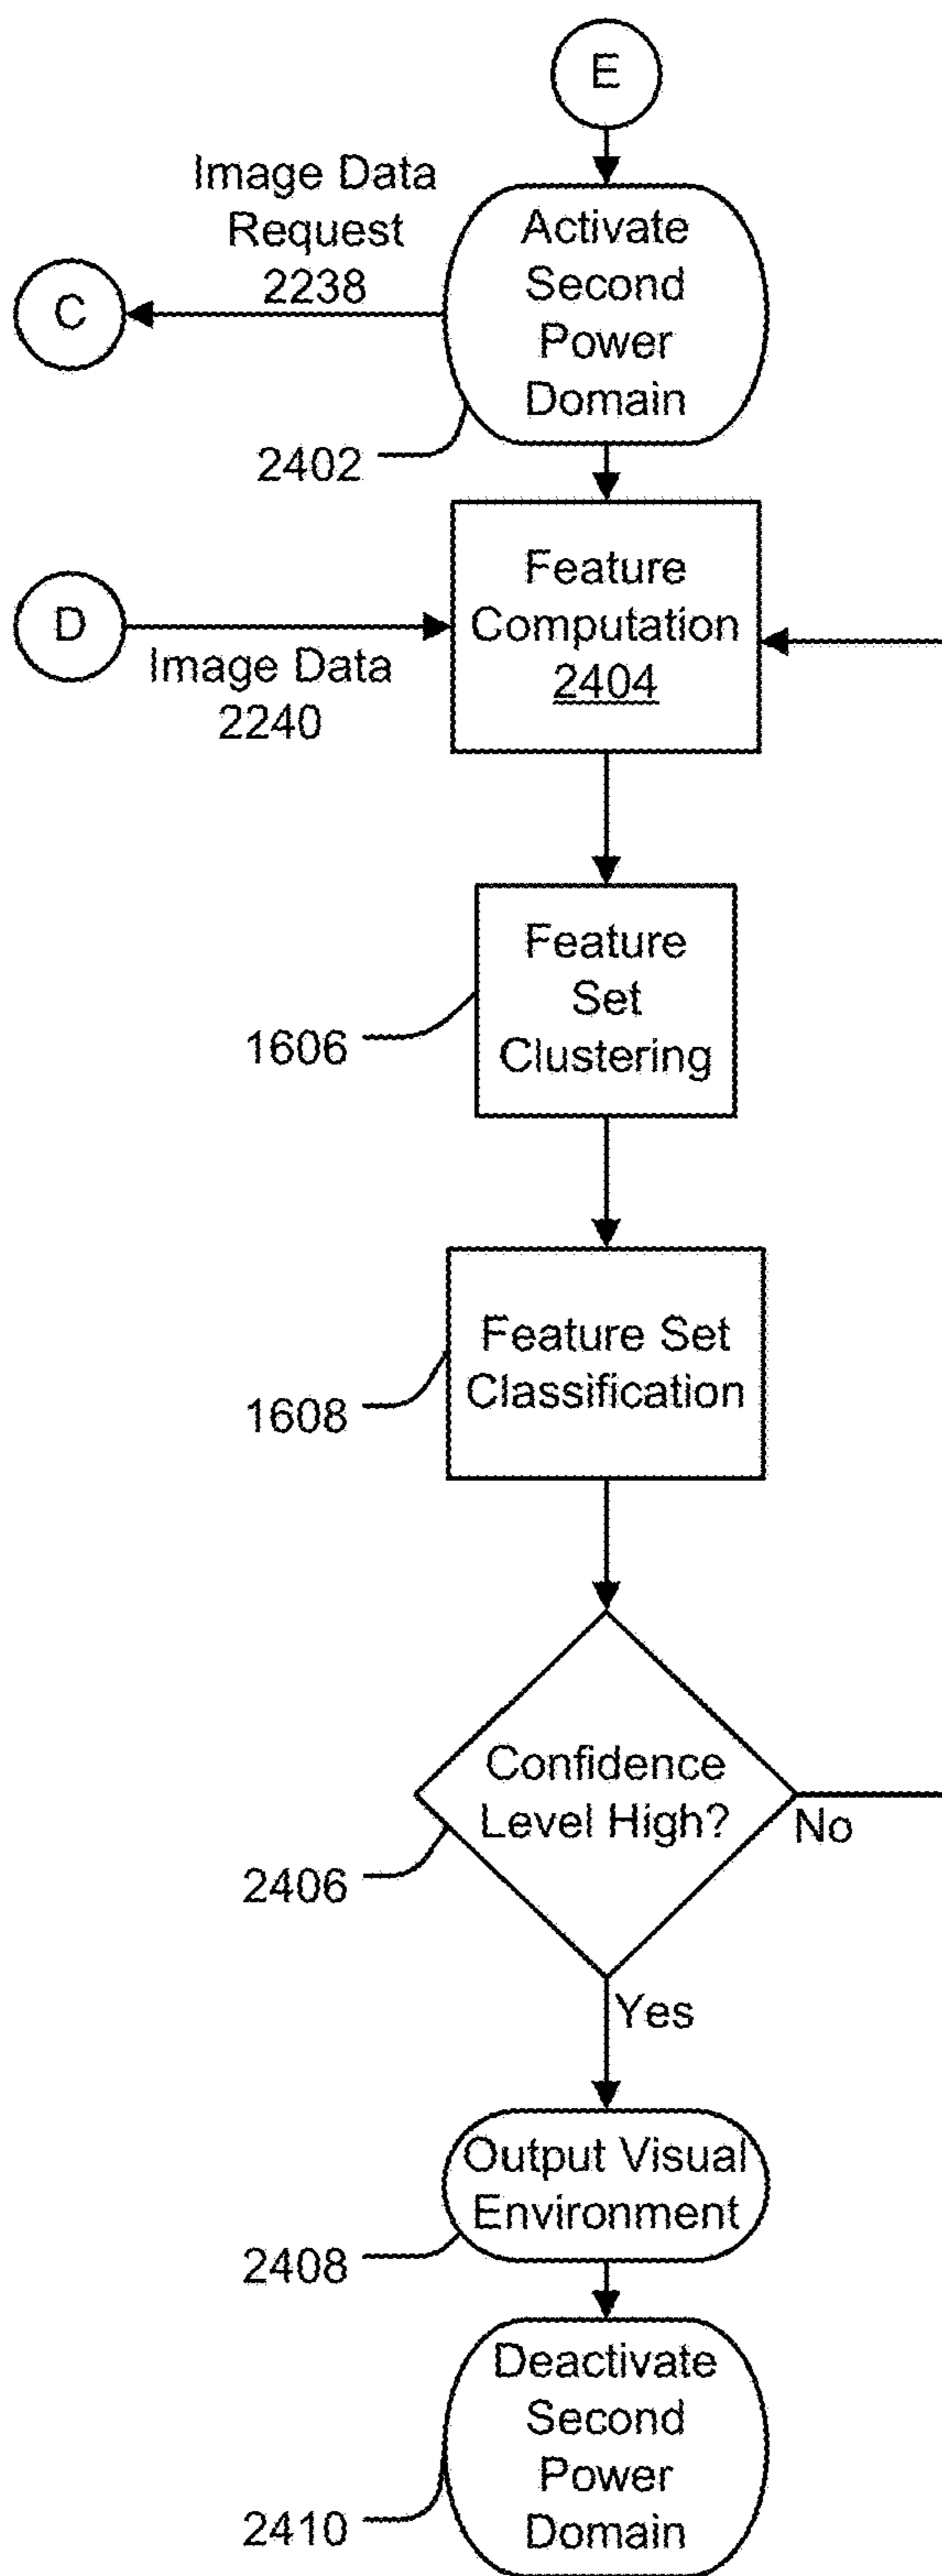 E
Image Data
Request
2238
Activate
Second
Power
Domain
C
2402
D
Image Data
2240
Feature
Computation
2404
Feature
Set
Clustering
1606
Feature Set
Classification
1608
Confidence
Level High?
No
2406
Yes
Output Visual
Environment
2408
Deactivate
Second
Power
Domain
2410